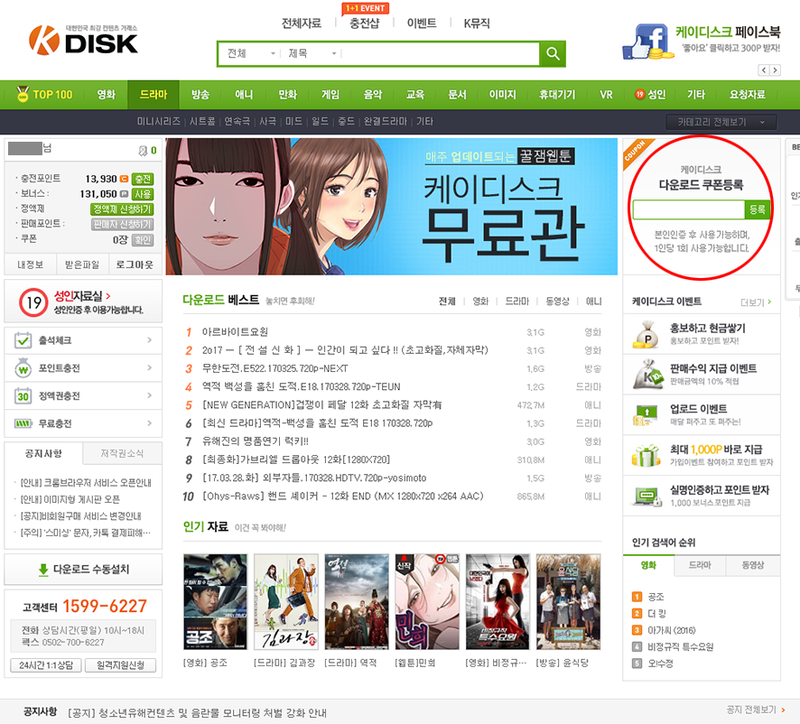 대한민국 최강 컨텐츠 거래소
K DISK
1+1 EVENT
전체자료 충전샵 이벤트 K뮤직
전체 제목
케이디스크 페이스북
'좋아요' 클릭하고 300P 받자!
TOP 100 영화 드라마 방송 애니 만화 게임 음악 교육 문서 이미지 휴대기기 VR 19 성인 기타 요청자료
미니시리즈 | 시트콤 | 연속극 | 사극 | 미드 | 일드 | 중드 | 완결드라마 | 기타
카테고리 전체보기
님 0
· 충전포인트 13,930 C 충전
· 보너스 : 131,050 P 사용
· 정액제 정액제 신청하기
· 판매포인트 : 판매자 신청하기
· 쿠폰 0장 확인
내정보 받은파일 로그아웃
매주 업데이트되는 꿀잼웹툰
케이디스크
무료관
COUPON
케이디스크
다운로드 쿠폰등록
등록
본인인증 후 사용 가능하며,
1인당 1회 사용가능합니다.
19 성인자료실 >
성인인증 후 이용가능합니다.
출석체크
포인트충전
30 정액권충전
무료충전
공지사항 저작권소식
· [안내] 크롬브라우저 서비스 오픈안내
· [안내] 이미지형 게시판 오픈
· [공지]비회원구매 서비스 변경안내
· [주의] '스미싱' 문자, 카톡 결제피해…
다운로드 수동설치
고객센터 1599-6227
전화 상담시간(평일) 10시~18시
팩스 0502-700-6227
24시간 1:1상담 원격지원신청
다운로드 베스트 놓치면 후회해!
전체 영화 드라마 동영상 애니
1 아르바이트요원 3,1G 영화
2 2017 - [ 전 설 신 화 ] - 인간이 되고 싶다 !! (초고화질,자체자막) 3,1G 영화
3 무한도전.E522.170325.720p-NEXT 1,6G 방송
4 역적 백성을 훔친 도적.E18.170328.720p-TEUN 1,2G 드라마
5 [NEW GENERATION]겁쟁이 페달 12화 초고화질 자막有 472,7M 애니
6 [최신 드라마]역적-백성을 훔친 도적 E18 170328.720p 1,3G 드라마
7 유해진의 명품연기 럭키!! 3,0G 영화
8 [최종화]가브리엘 드롭아웃 12화[1280X720] 310,8M 애니
9 [17.03.28.화] 외부자들.170328.HDTV.720p-yosimoto 1,5G 방송
10 [Ohys-Raws] 핸드 셰이커 - 12화 END (MX 1280x720 x264 AAC) 865,8M 애니
인기 자료 이건 꼭 봐야해!
공조
김과장
역적
신작
민희
비정규직 특수요원
[영화] 공조 [드라마] 김과장 [드라마] 역적 [웹툰]민희 [영화] 비정규… [방송] 윤식당
케이디스크 이벤트 더보기 >
홍보하고 현금쌓기
홍보하고 포인트 받자!
판매수익 지급 이벤트
판매금액의 10% 적립
업로드 이벤트
매달 퍼주고 또 퍼주는!
최대 1,000P 바로 지급
가입이벤트 참여하고 포인트 받자
실명인증하고 포인트 받자
1,000 보너스 포인트 지급
인기 검색어 순위
영화 드라마 동영상
1 공조
2 더 킹
3 아가씨 (2016)
4 비정규직 특수요원
5 오!수정
공지사항 [공지] 청소년유해컨텐츠 및 음란물 모니터링 처벌 강화 안내 공지 전체보기 >